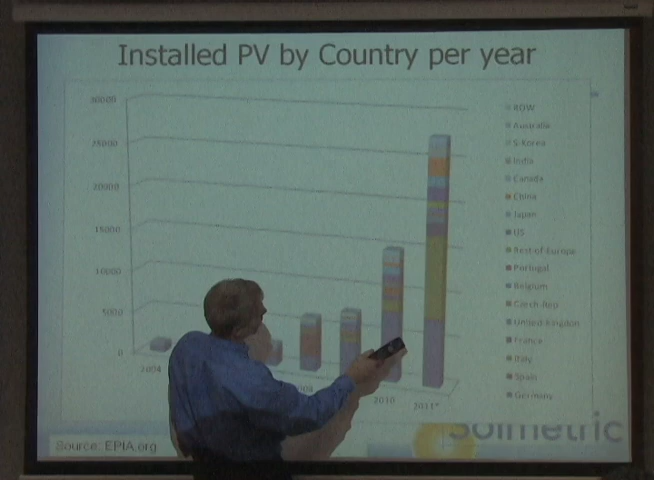 Installed PV by Country per year
30000
25000
20000
15000
10000
5000
0
2004
2010
2011*
ROW
Australia
S Korea
India
Canada
China
Japan
US
Rest of Europe
Portugal
Belgium
Czech Rep
United Kingdon
France
Italy
Spain
Germany
Source: EPIA.org
Solmetric